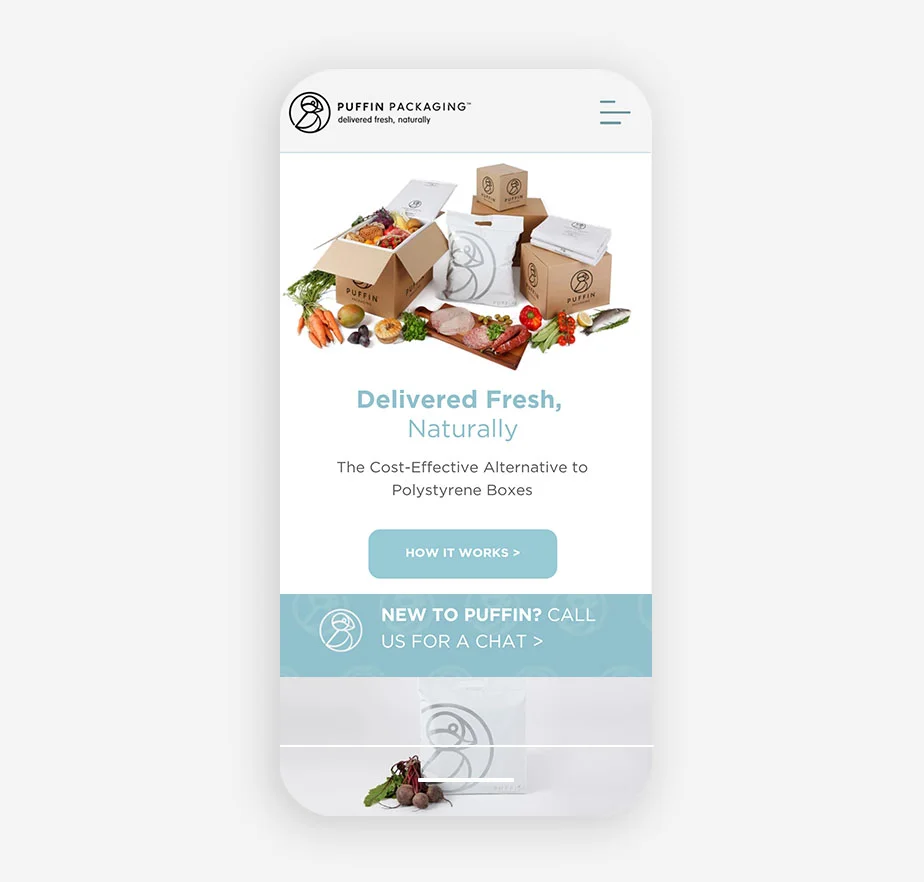 PUFFIN PACKAGING™
delivered fresh, naturally
PUFFIN
PUFFIN
PUFFIN
Delivered Fresh,
Naturally
The Cost-Effective Alternative to
Polystyrene Boxes
HOW IT WORKS >
NEW TO PUFFIN? CALL
US FOR A CHAT >